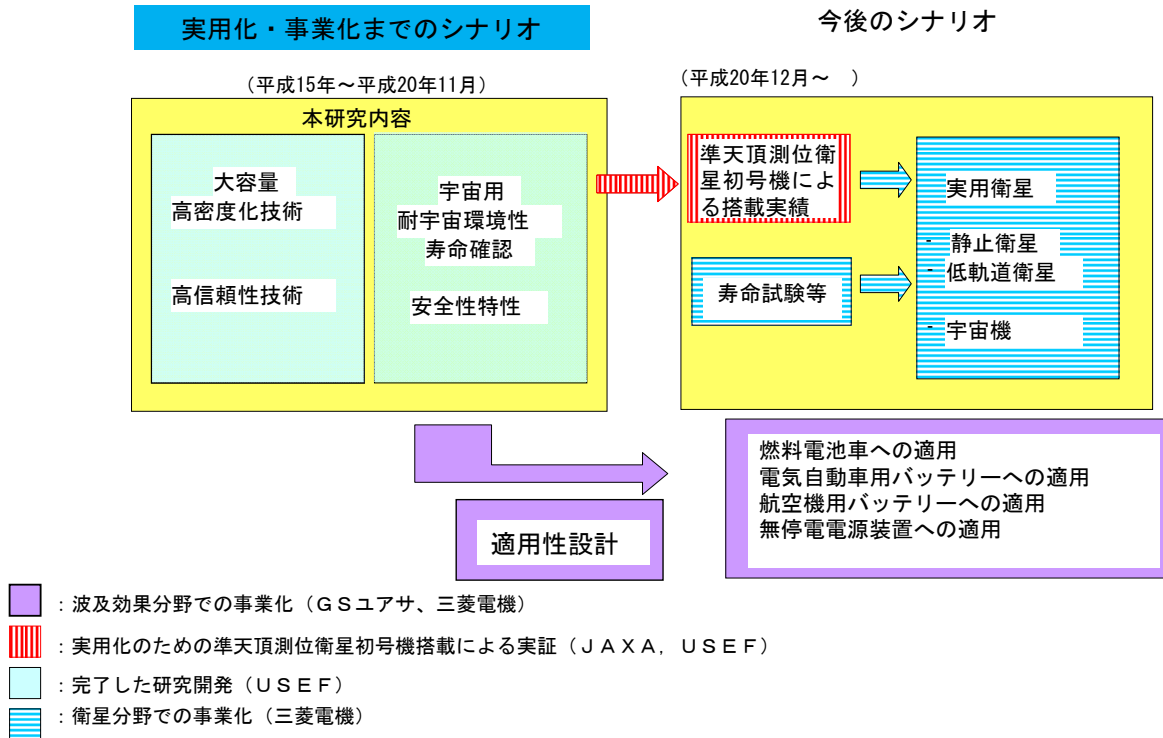 実用化・事業化までのシナリオ
今後のシナリオ
（平成15年～平成20年11月）
（平成20年12月～　）
本研究内容
大容量
高密度化技術
高信頼性技術
宇宙用
耐宇宙環境性
寿命確認
安全性特性
準天頂測位衛
星初号機によ
る搭載実績
寿命試験等
実用衛星
- 静止衛星
- 低軌道衛星
- 宇宙機
適用性設計
燃料電池車への適用
電気自動車用バッテリーへの適用
航空機用バッテリーへの適用
無停電電源装置への適用
：波及効果分野での事業化（ＧＳユアサ、三菱電機）
：実用化のための準天頂測位衛星初号機搭載による実証（ＪＡＸＡ，ＵＳＥＦ）
：完了した研究開発（ＵＳＥＦ）
：衛星分野での事業化（三菱電機）